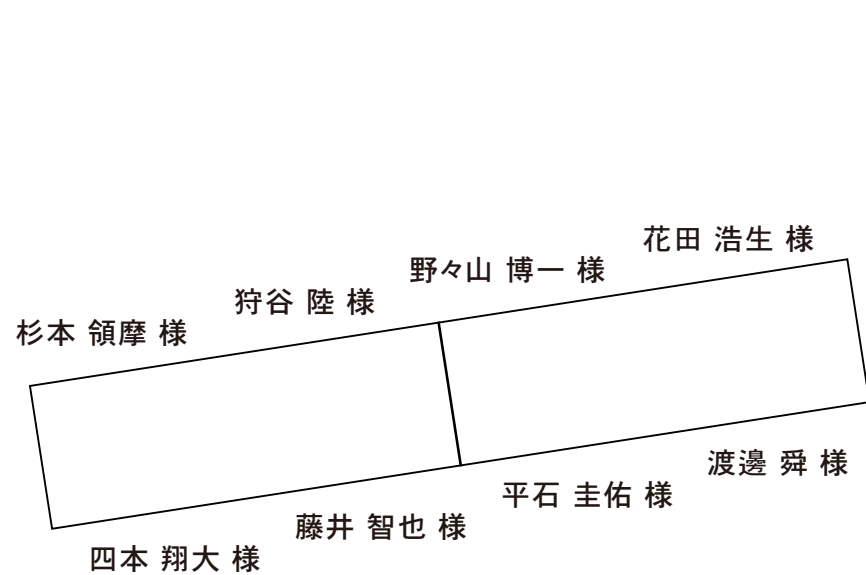 花田 浩生 様
野々山 博一 様
狩谷 陸 様
杉本 領摩 様
渡邊 舜 様
平石 圭佑 様
藤井 智也 様
四本 翔大 様